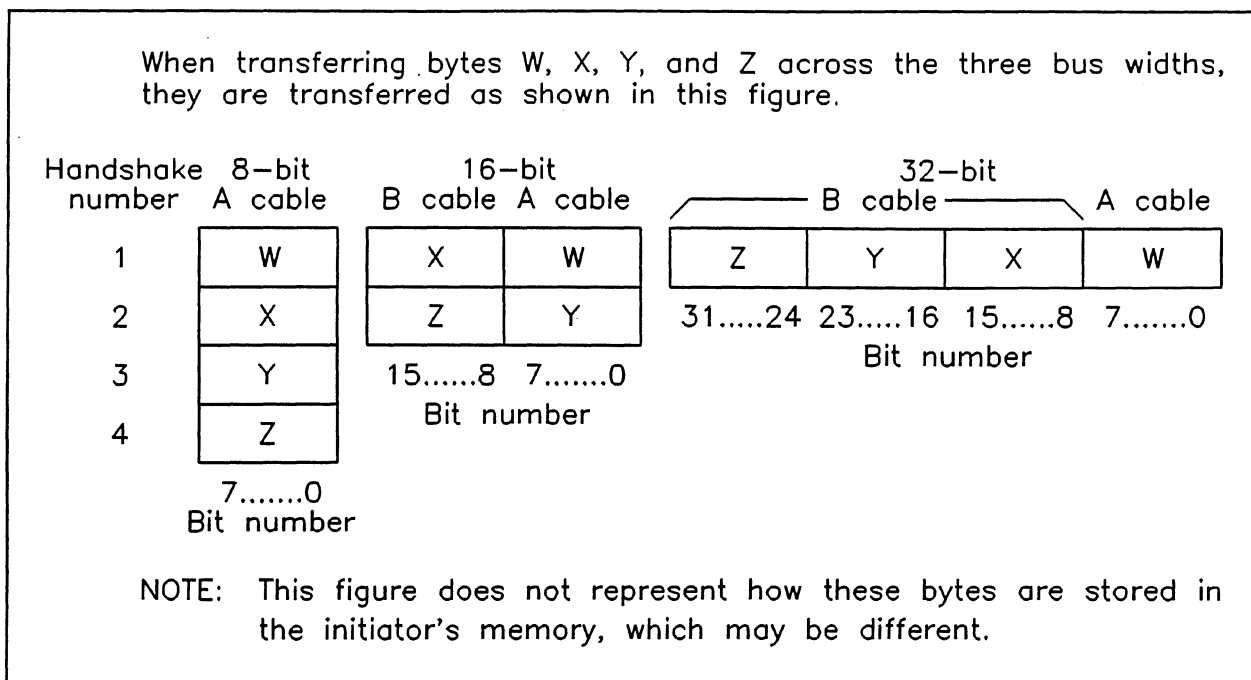 When transferring bytes W, X, Y, and Z across the three bus widths,
they are transferred as shown in this figure.
Handshake 8-bit 16-bit 32-bit
number A cable B cable A cable B cable A cable
1 W X W Z Y X W
2 X Z Y 31.....24 23.....16 15......8 7.......0
3 Y 15......8 7.......0 Bit number
4 Z Bit number
7.......0
Bit number
NOTE: This figure does not represent how these bytes are stored in
the initiator's memory, which may be different.